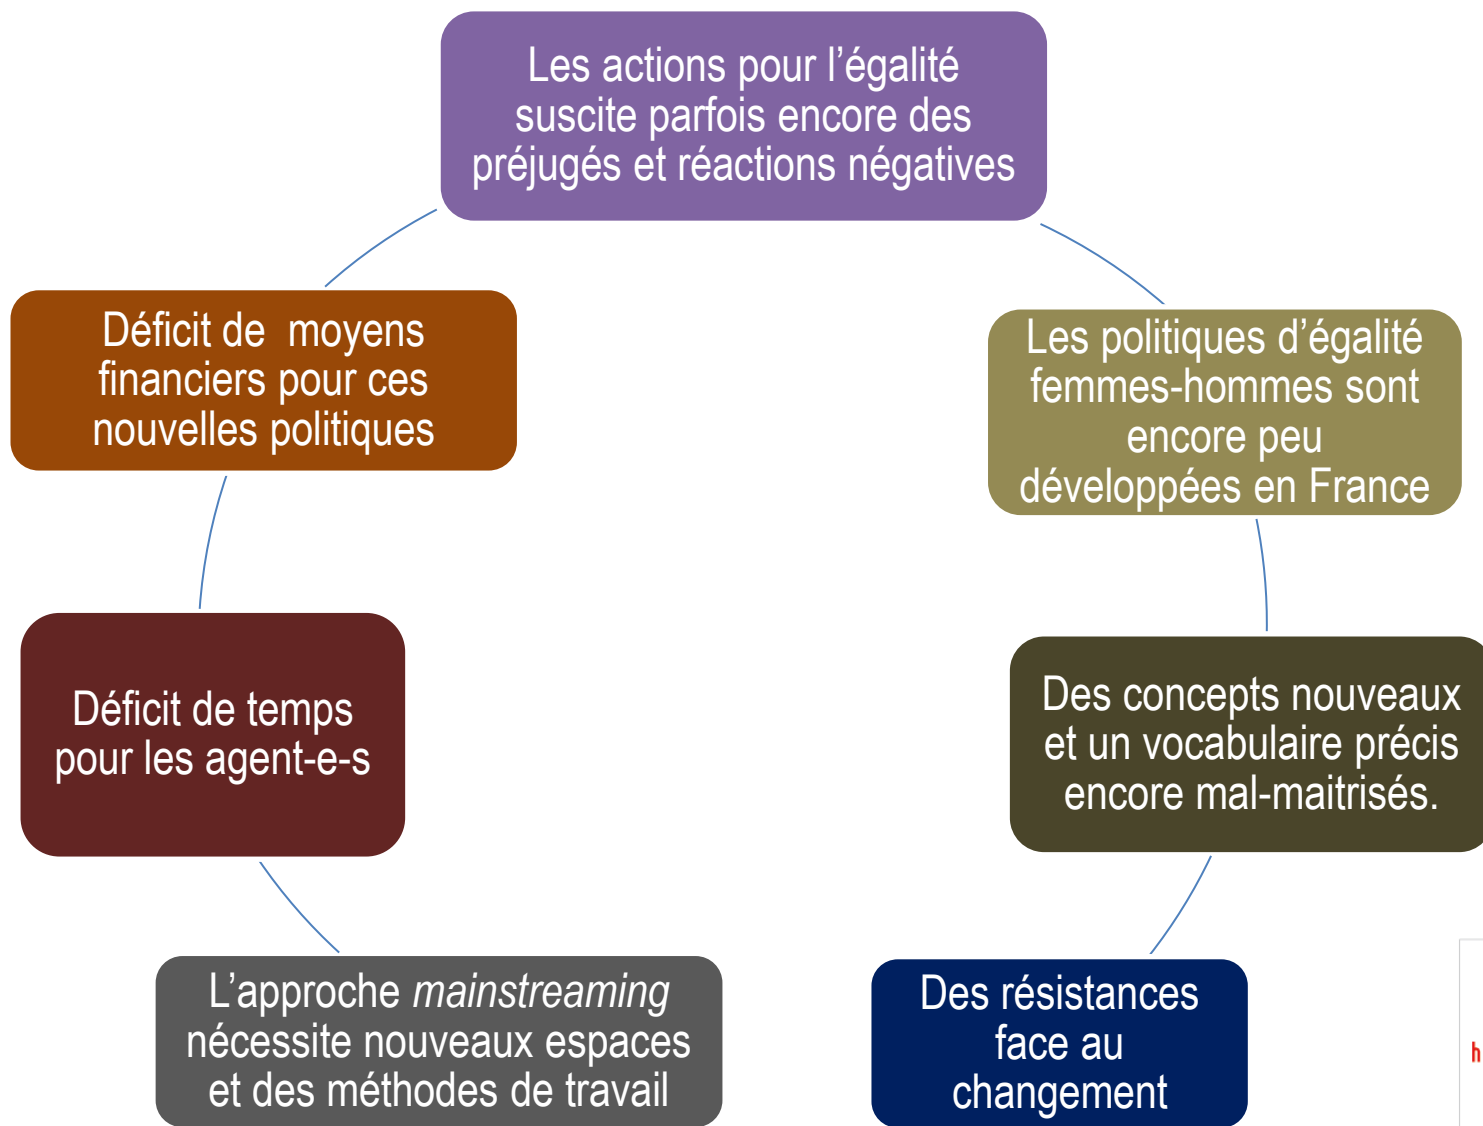 Les actions pour l’égalité
suscite parfois encore des
préjugés et réactions négatives
Déficit de moyens
financiers pour ces
nouvelles politiques
Les politiques d’égalité
femmes-hommes sont
encore peu
développées en France
Déficit de temps
pour les agent-e-s
Des concepts nouveaux
et un vocabulaire précis
encore mal-maitrisés.
L’approche mainstreaming
nécessite nouveaux espaces
et des méthodes de travail
Des résistances
face au
changement